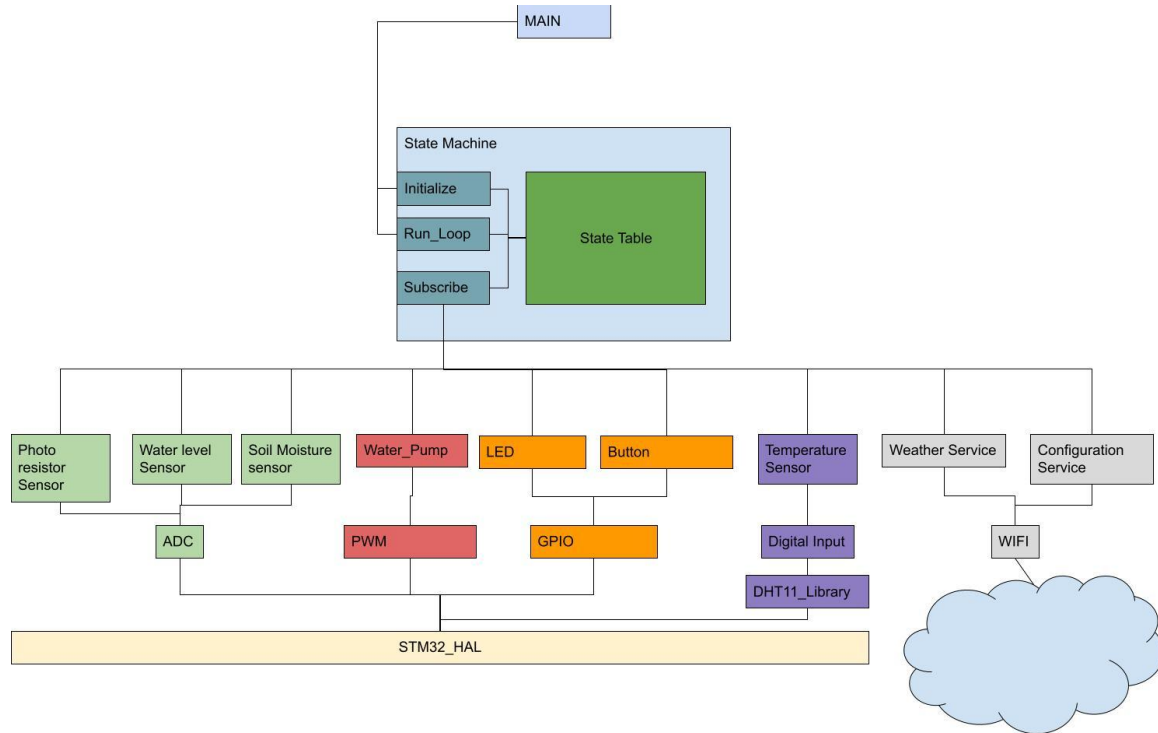 MAIN
State Machine
Initialize
Run_Loop
Subscribe
State Table
Photo
resistor
Sensor
Water level
Sensor
Soil Moisture
sensor
Water_Pump
LED
Button
Temperature
Sensor
Weather Service
Configuration
Service
ADC
PWM
GPIO
Digital Input
WIFI
DHT11_Library
STM32_HAL